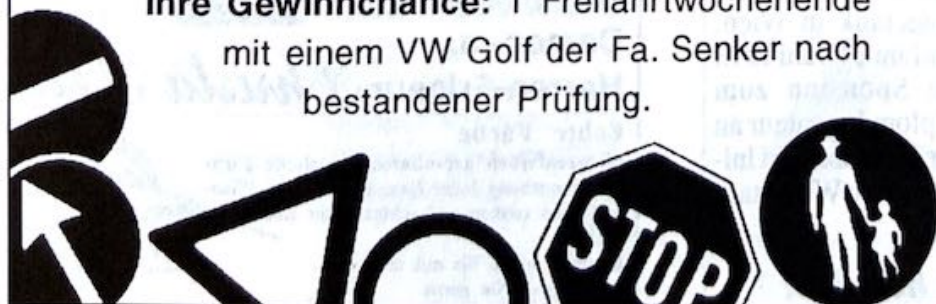 Ihre Gewinnchance: 1 Freifahrtwochenende
mit einem VW Golf der Fa. Senker nach
bestandener Prüfung.
STOP